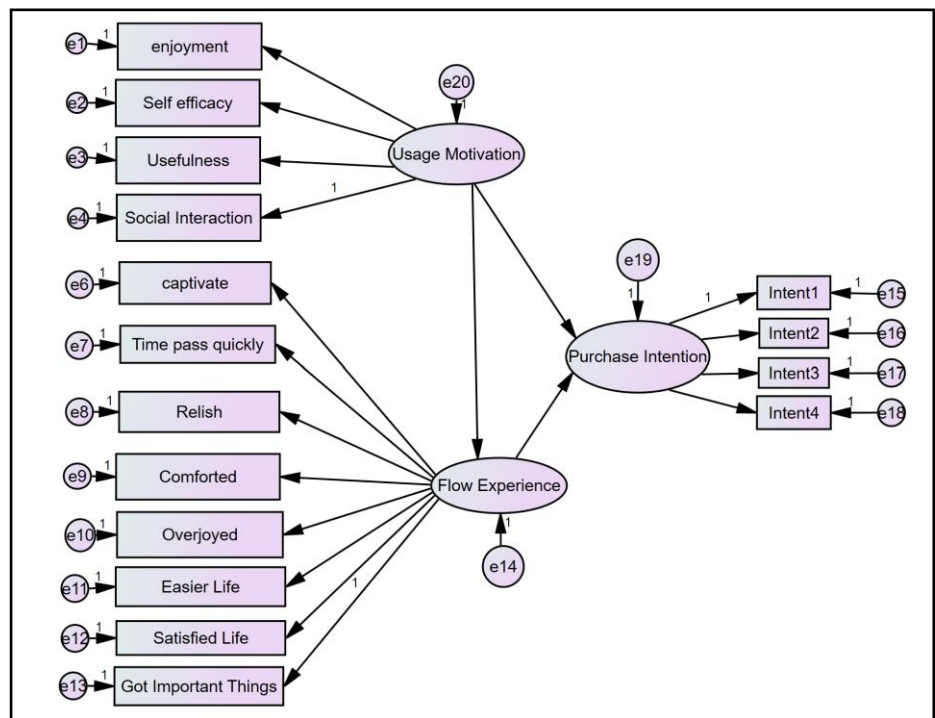 e1 1 enjoyment
e2 1 Self efficacy
e3 1 Usefulness
e4 1 Social Interaction
1
e20
1
Usage Motivation
e6 1 captivate
e7 1 Time pass quickly
e8 1 Relish
e9 1 Comforted
e10 1 Overjoyed
e11 1 Easier Life
e12 1 Satisfied Life
e13 1 Got Important Things
1
Flow Experience
1
e14
e19
1
Purchase Intention
1
Intent1 1 e15
Intent2 1 e16
Intent3 1 e17
Intent4 1 e18